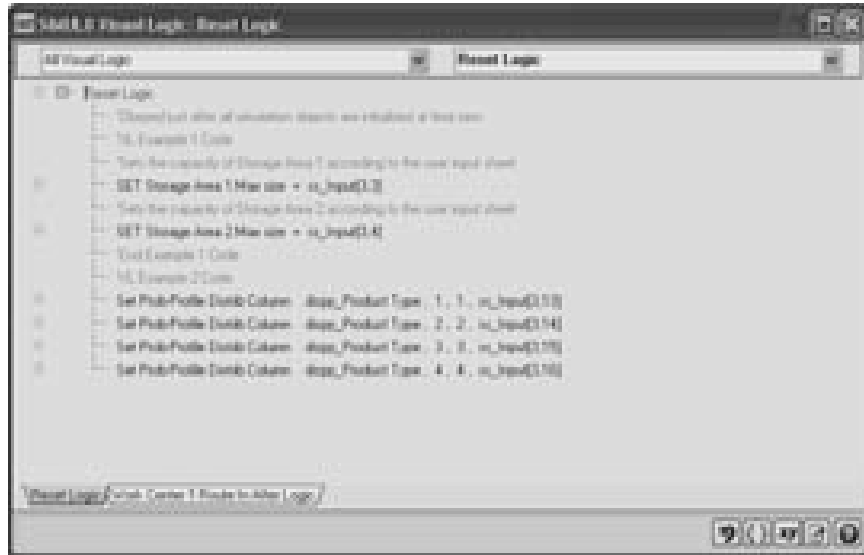 SIMUL8 Visual Logic: Reset Logic
All Visual Logic
Reset Logic
Reset Logic
'Obeyed just after all simulation objects are initialized at time zero
'VL Example 1 Code
'Sets the capacity of Storage Area 1 according to the user input sheet
SET Storage Area 1.Max size = ss_Input[3,3]
'Sets the capacity of Storage Area 2 according to the user input sheet
SET Storage Area 2.Max size = ss_Input[3,4]
'End Example 1 Code
'VL Example 2 Code
Set Prob Profile Distrib Column dispp_Product Type , 1 , 1 , ss_Input[3,13]
Set Prob Profile Distrib Column dispp_Product Type , 2 , 2 , ss_Input[3,14]
Set Prob Profile Distrib Column dispp_Product Type , 3 , 3 , ss_Input[3,15]
Set Prob Profile Distrib Column dispp_Product Type , 4 , 4 , ss_Input[3,16]
Reset Logic
Work Center 1 Route In After Logic